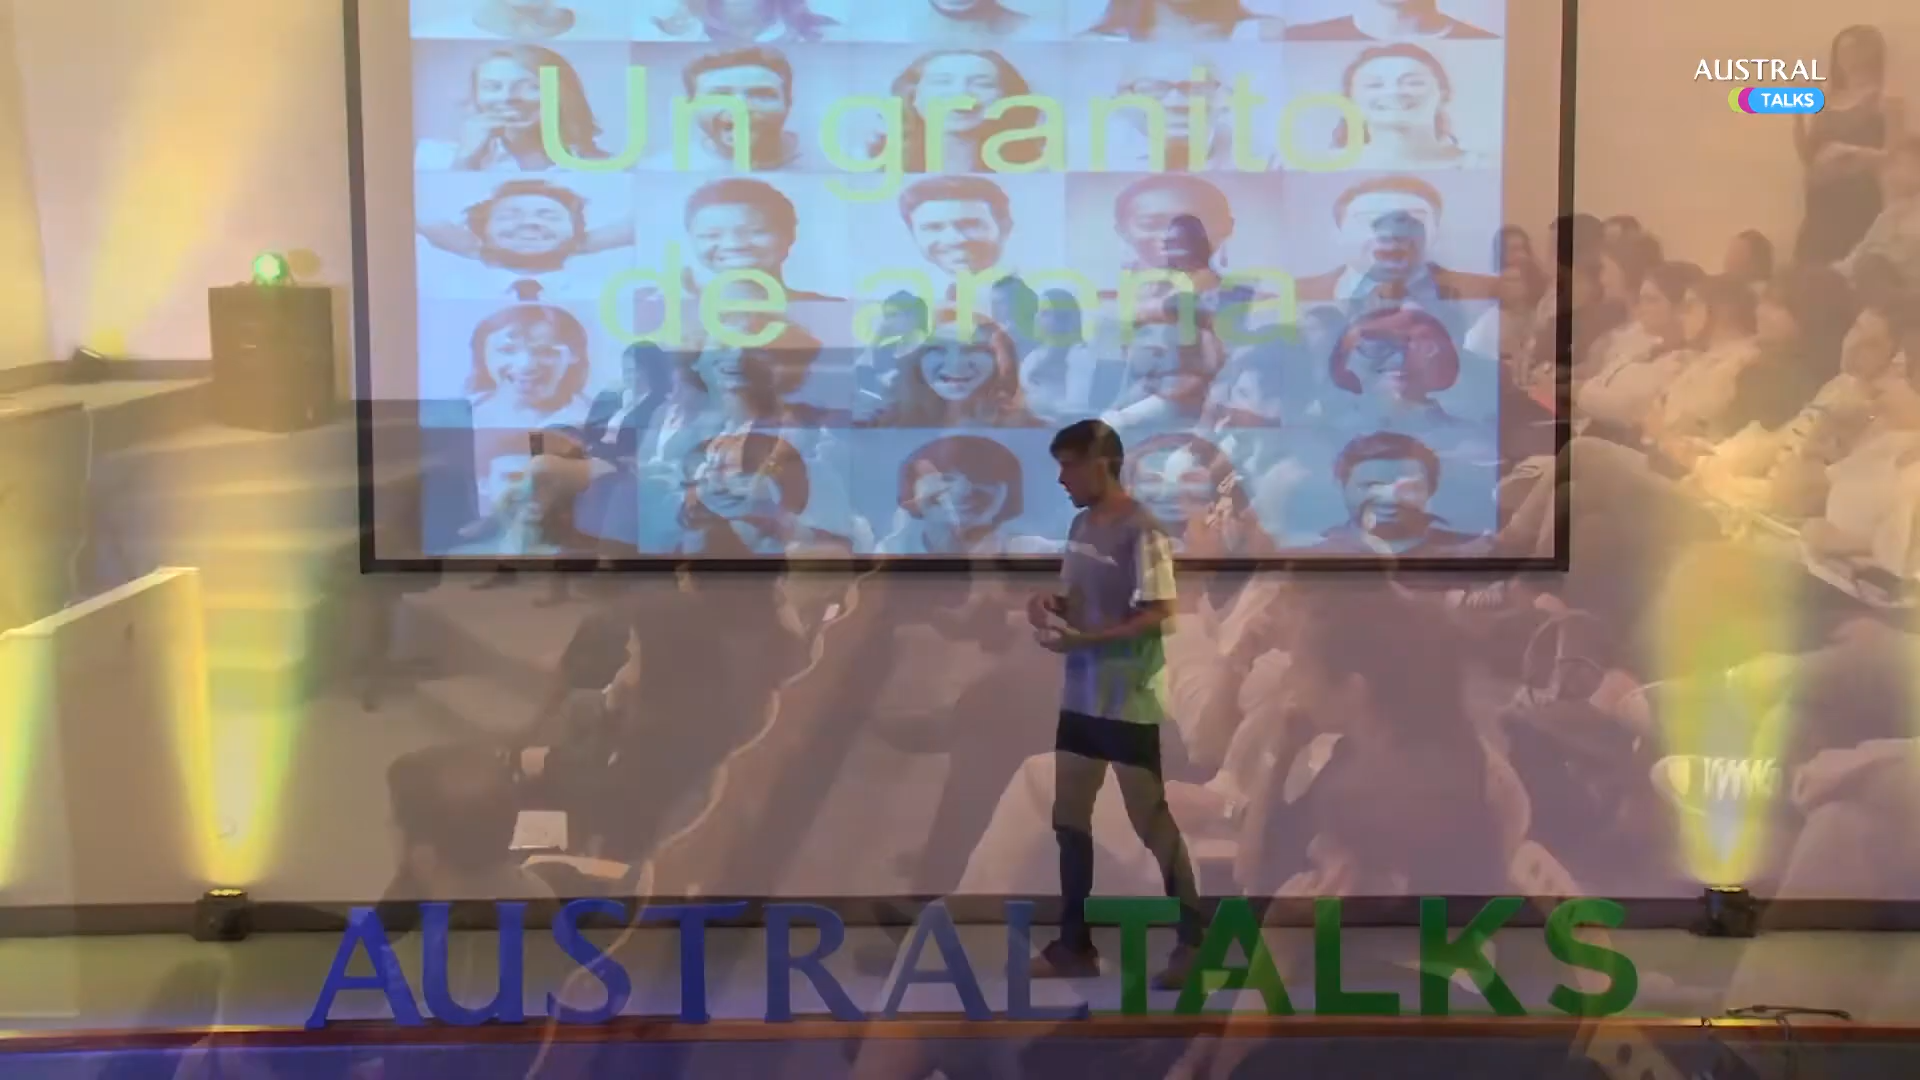 Un granito
de arena
AUSTRAL
TALKS
AUSTRALTALKS